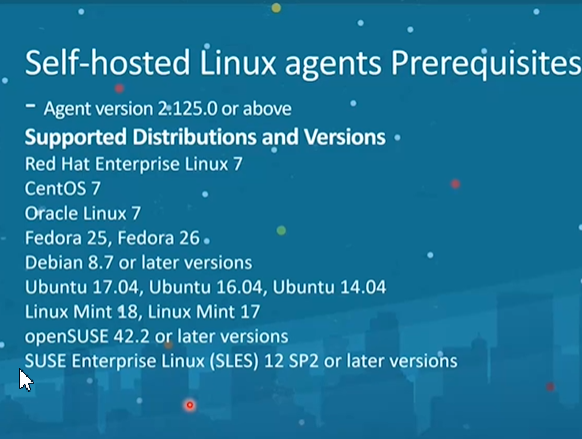 Self-hosted Linux agents Prerequisites
- Agent version 2.125.0 or above
Supported Distributions and Versions
Red Hat Enterprise Linux 7
CentOS 7
Oracle Linux 7
Fedora 25, Fedora 26
Debian 8.7 or later versions
Ubuntu 17.04, Ubuntu 16.04, Ubuntu 14.04
Linux Mint 18, Linux Mint 17
openSUSE 42.2 or later versions
SUSE Enterprise Linux (SLES) 12 SP2 or later versions